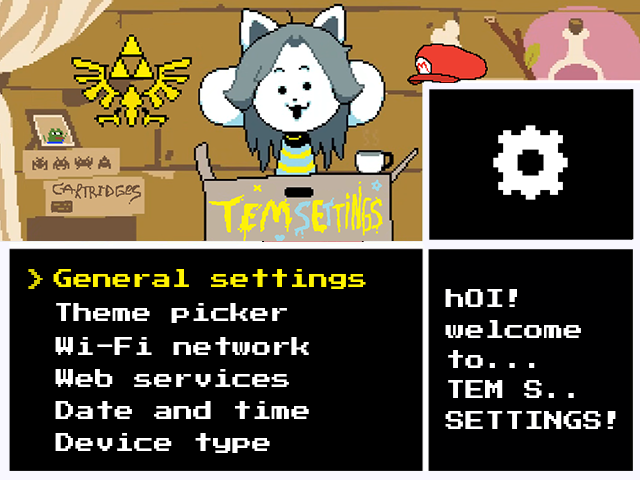 M
CARTRIDGES
TEM SETTINGS
> General settings
Theme picker
Wi-Fi network
Web services
Date and time
Device type
hOI!
welcome
to...
TEM S..
SETTINGS!